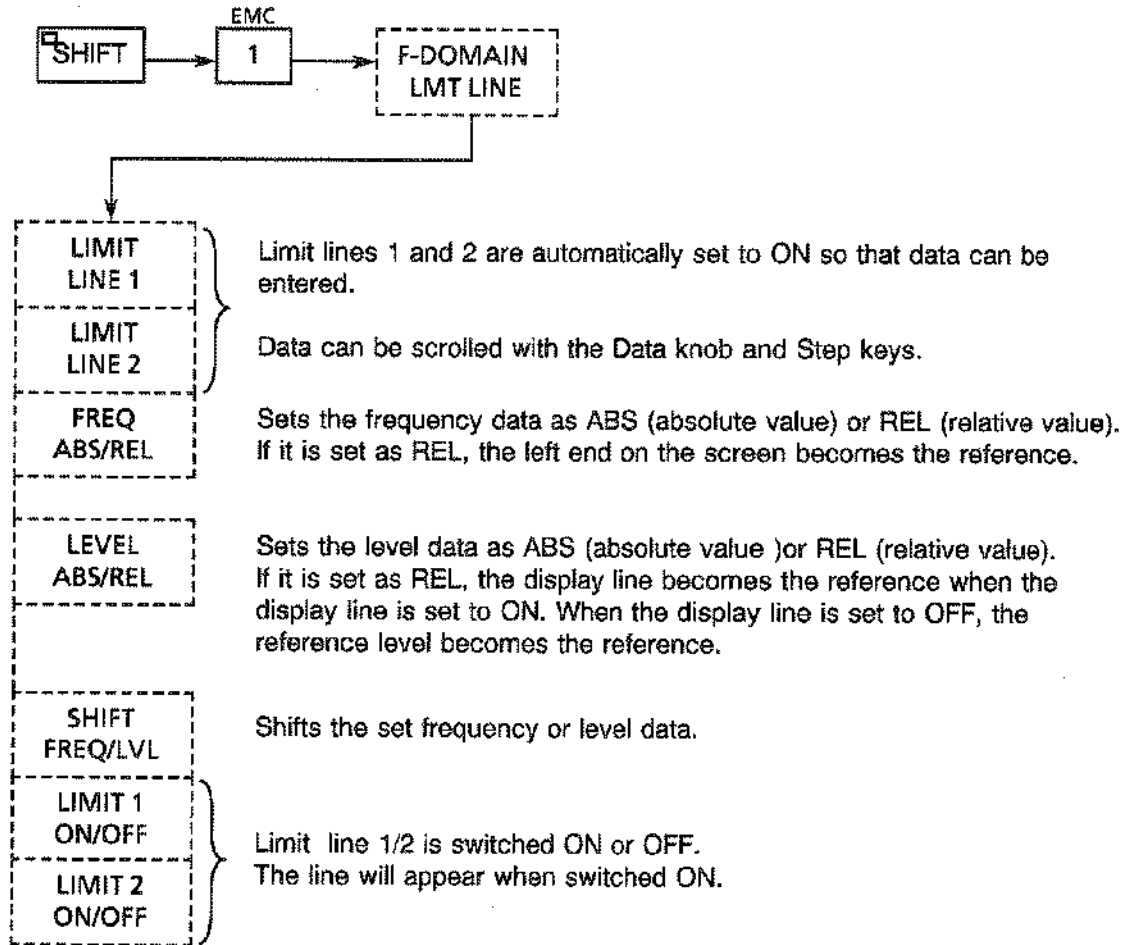 EMC
SHIFT
1
F-DOMAIN
LMT LINE
LIMIT
LINE 1
LIMIT
LINE 2
Limit lines 1 and 2 are automatically set to ON so that data can be
entered.
Data can be scrolled with the Data knob and Step keys.
FREQ
ABS/REL
Sets the frequency data as ABS (absolute value) or REL (relative value).
If it is set as REL, the left end on the screen becomes the reference.
LEVEL
ABS/REL
Sets the level data as ABS (absolute value )or REL (relative value).
If it is set as REL, the display line becomes the reference when the
display line is set to ON. When the display line is set to OFF, the
reference level becomes the reference.
SHIFT
FREQ/LVL
Shifts the set frequency or level data.
LIMIT 1
ON/OFF
LIMIT 2
ON/OFF
Limit line 1/2 is switched ON or OFF.
The line will appear when switched ON.